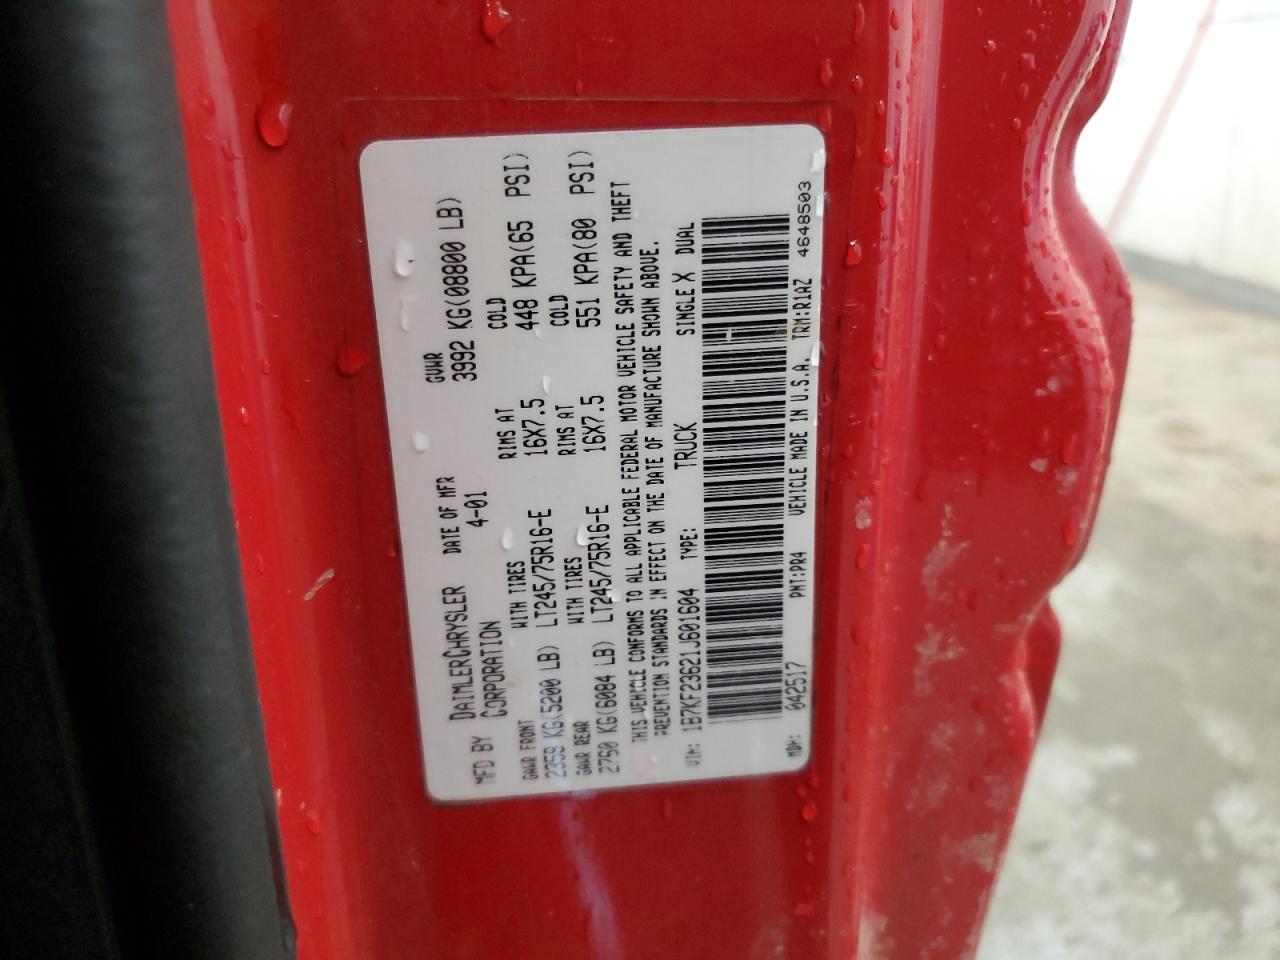 MFD BY DAIMLERCHRYSLER CORPORATION
DATE OF MFR 4-01
GVWR 3992 KG(08800 LB)
GAWR FRONT WITH TIRES RIMS AT COLD
2359 KG(5200 LB) LT245/75R16-E 16X7.5 448 KPA(65 PSI)
GAWR REAR WITH TIRES RIMS AT COLD
2760 KG(6084 LB) LT245/75R16-E 16X7.5 551 KPA(80 PSI)
THIS VEHICLE CONFORMS TO ALL APPLICABLE FEDERAL MOTOR VEHICLE SAFETY AND THEFT
PREVENTION STANDARDS IN EFFECT ON THE DATE OF MANUFACTURE SHOWN ABOVE.
VIN: 1B7KF23621J601604 TYPE: TRUCK SINGLE X DUAL
MDH: 042517 PNT:PR4 VEHICLE MADE IN U.S.A. TRM:R1AZ 4648503